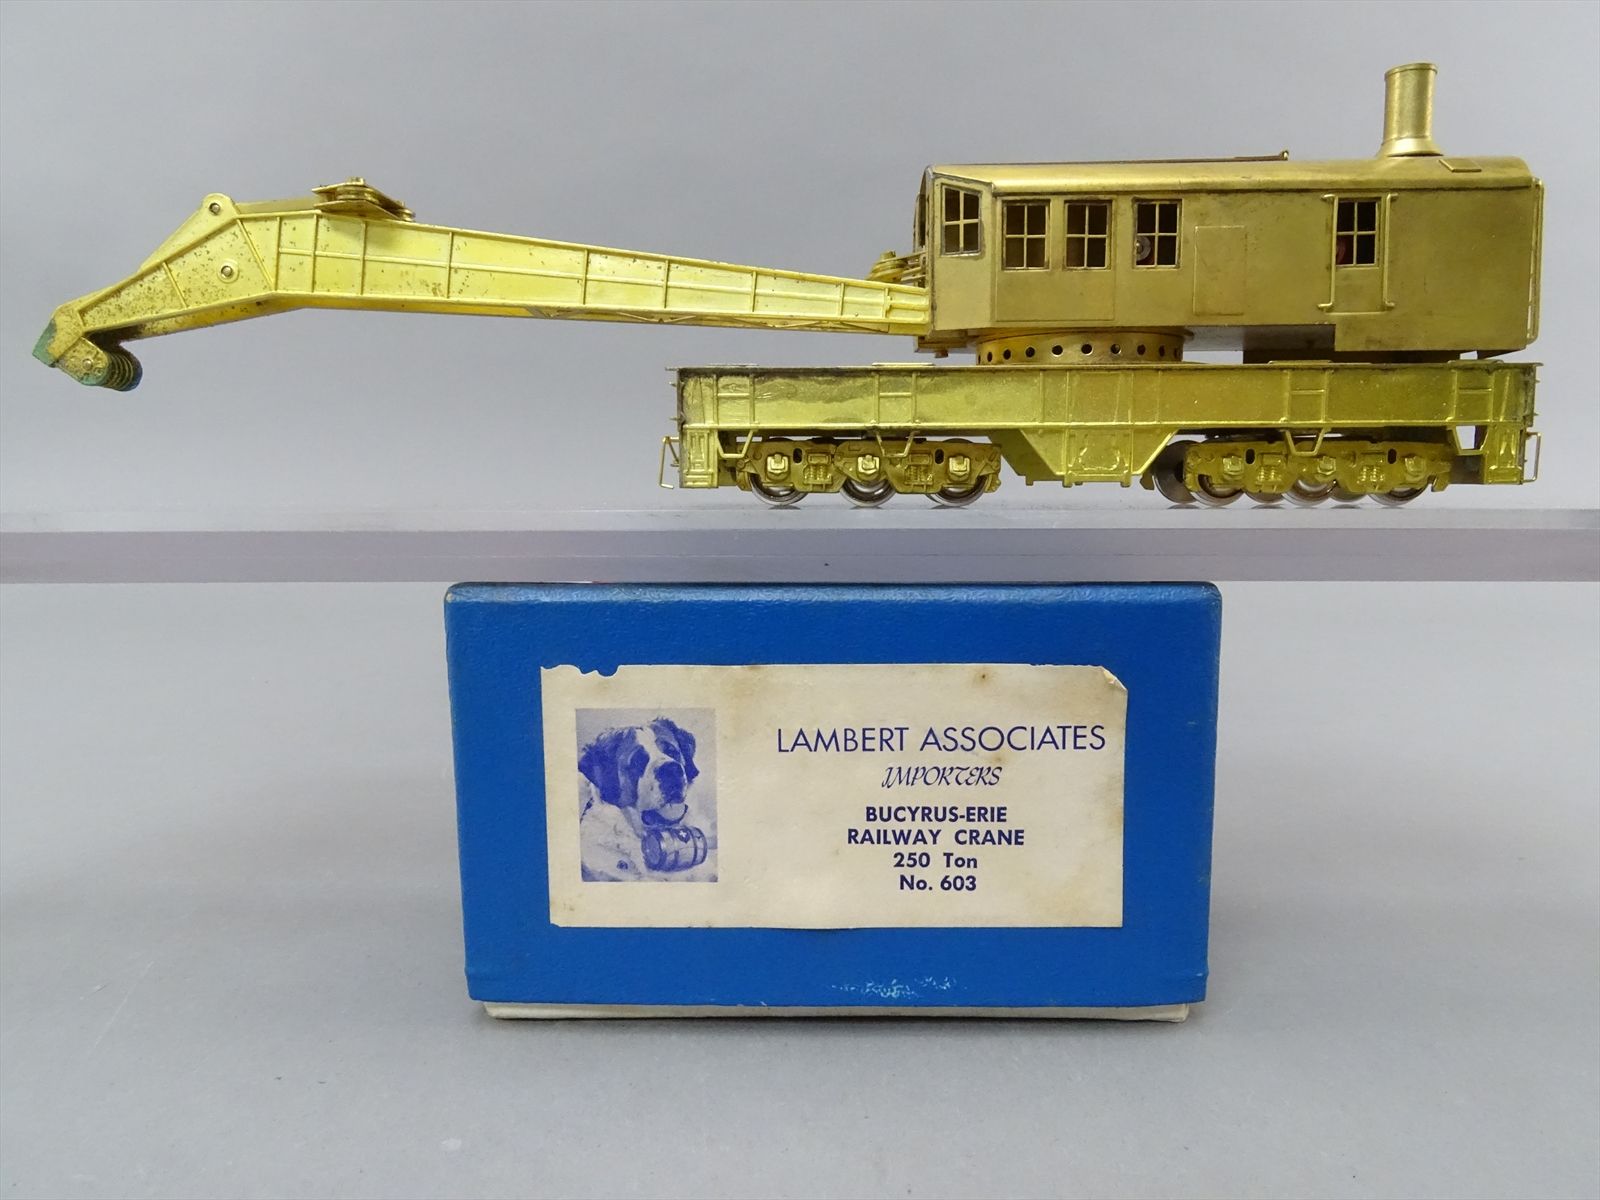 LAMBERT ASSOCIATES
IMPORTERS
BUCYRUS-ERIE
RAILWAY CRANE
250 Ton
No. 603